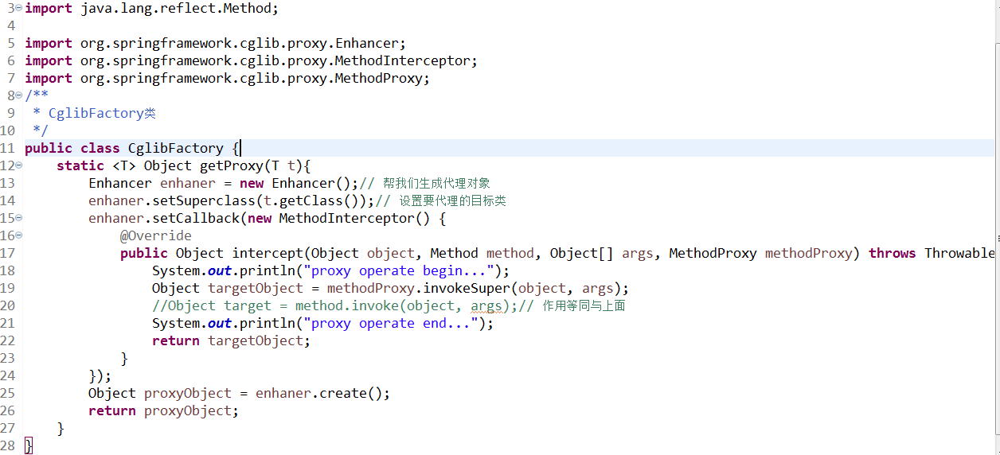 3 import java.lang.reflect.Method;
4
5 import org.springframework.cglib.proxy.Enhancer;
6 import org.springframework.cglib.proxy.MethodInterceptor;
7 import org.springframework.cglib.proxy.MethodProxy;
8 /**
9  * CglibFactory类
10  */
11 public class CglibFactory {
12     static <T> Object getProxy(T t){
13         Enhancer enhaner = new Enhancer();// 帮我们生成代理对象
14         enhaner.setSuperclass(t.getClass());// 设置要代理的目标类
15         enhaner.setCallback(new MethodInterceptor() {
16             @Override
17             public Object intercept(Object object, Method method, Object[] args, MethodProxy methodProxy) throws Throwable
18                 System.out.println("proxy operate begin...");
19                 Object targetObject = methodProxy.invokeSuper(object, args);
20                 //Object target = method.invoke(object, args);// 作用等同与上面
21                 System.out.println("proxy operate end...");
22                 return targetObject;
23             }
24         });
25         Object proxyObject = enhaner.create();
26         return proxyObject;
27     }
28 }